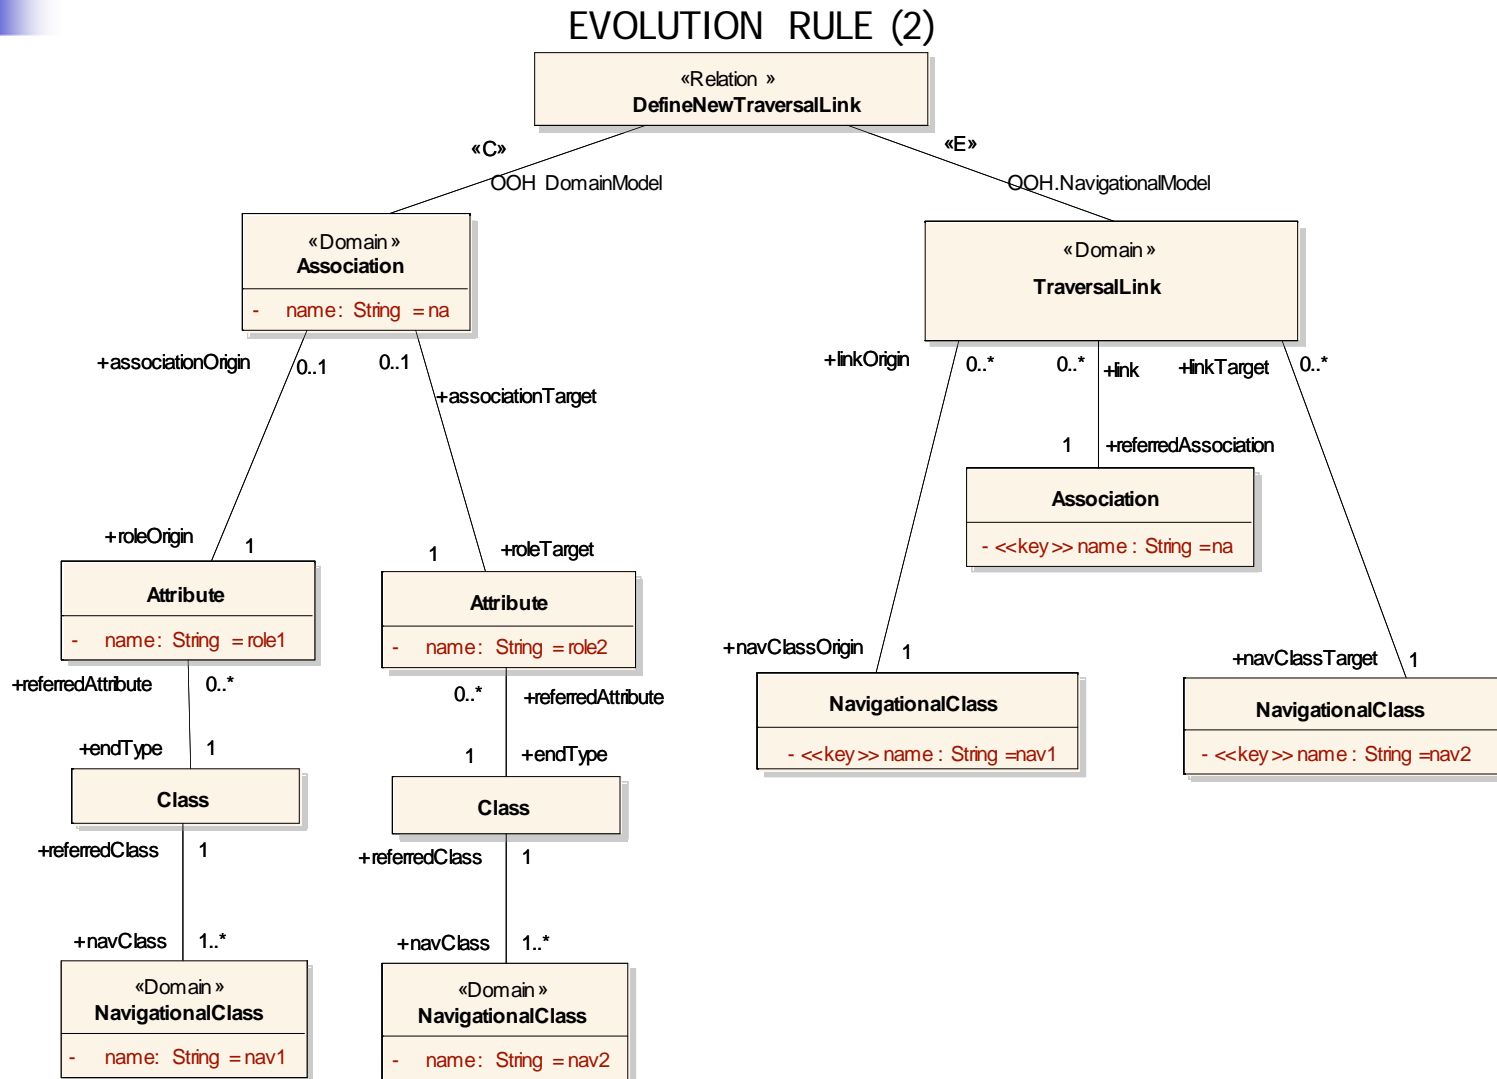 EVOLUTION RULE (2)
«Relation »
DefineNewTraversalLink
«C»
«E»
OOH DomainModel
OOH.NavigationalModel
«Domain»
Association
- name: String = na
«Domain»
TraversalLink
+associationOrigin
0..1
0..1
+associationTarget
+linkOrigin
0..*
0..*
+link
+linkTarget
0..*
1
+referredAssociation
Association
- <<key>> name : String =na
+roleOrigin
1
1
+roleTarget
Attribute
- name: String = role1
Attribute
- name: String = role2
+navClassOrigin
1
+navClassTarget
1
+referredAttribute
0..*
0..*
+referredAttribute
NavigationalClass
- <<key>> name : String =nav1
NavigationalClass
- <<key>> name : String =nav2
+endType
1
1
+endType
Class
Class
+referredClass
1
+referredClass
1
+navClass
1..*
+navClass
1..*
«Domain»
NavigationalClass
- name: String = nav1
«Domain»
NavigationalClass
- name: String = nav2